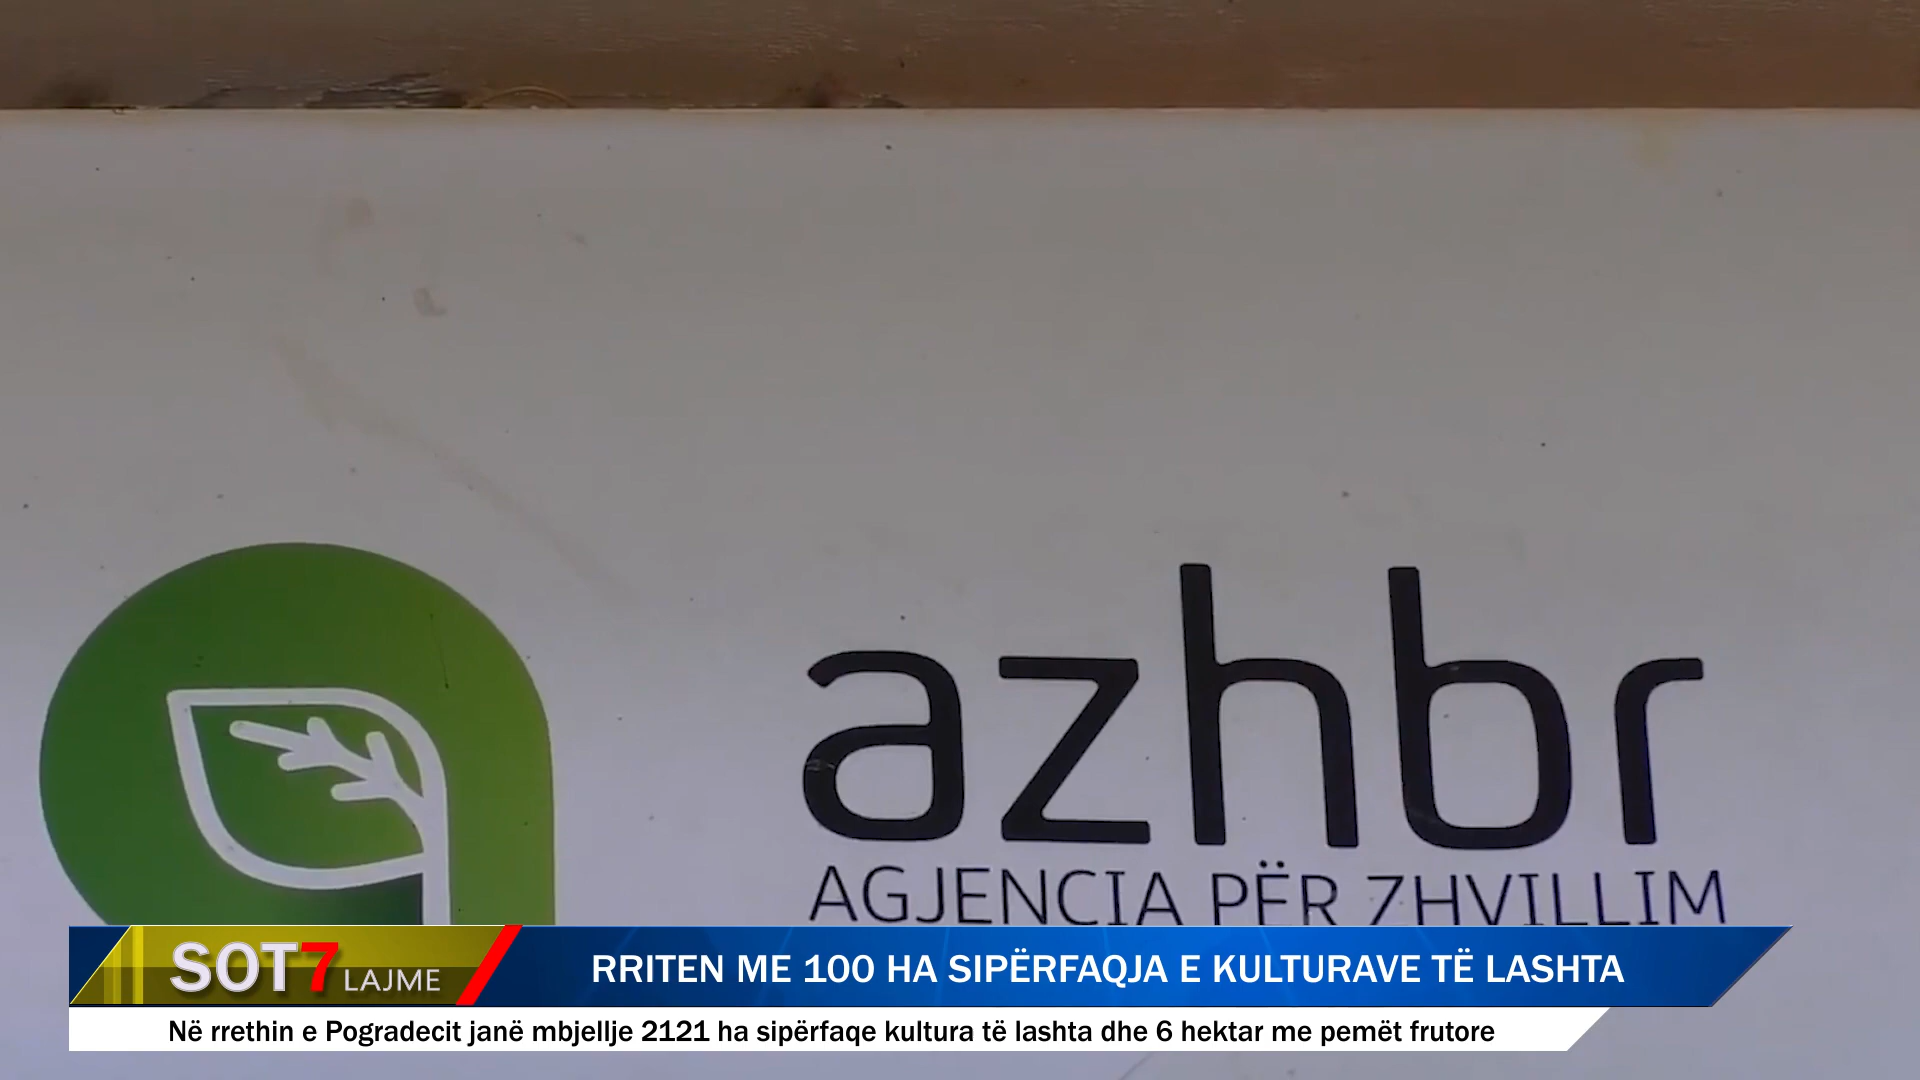 azhbr
AGJENCIA PËR ZHVILLIM
SOT7 LAJME
RRITEN ME 100 HA SIPËRFAQJA E KULTURAVE TË LASHTA
Në rrethin e Pogradecit janë mbjellje 2121 ha sipërfaqe kultura të lashta dhe 6 hektar me pemët frutore